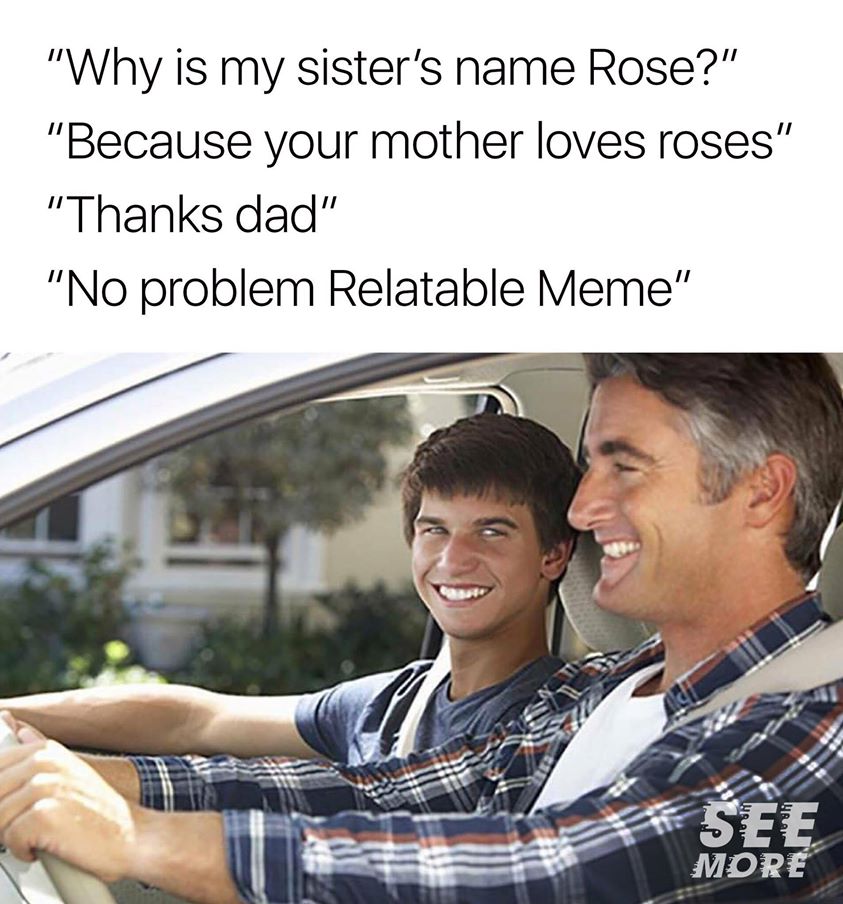 "Why is my sister's name Rose?"
"Because your mother loves roses"
"Thanks dad"
"No problem Relatable Meme"
SEE
MORE